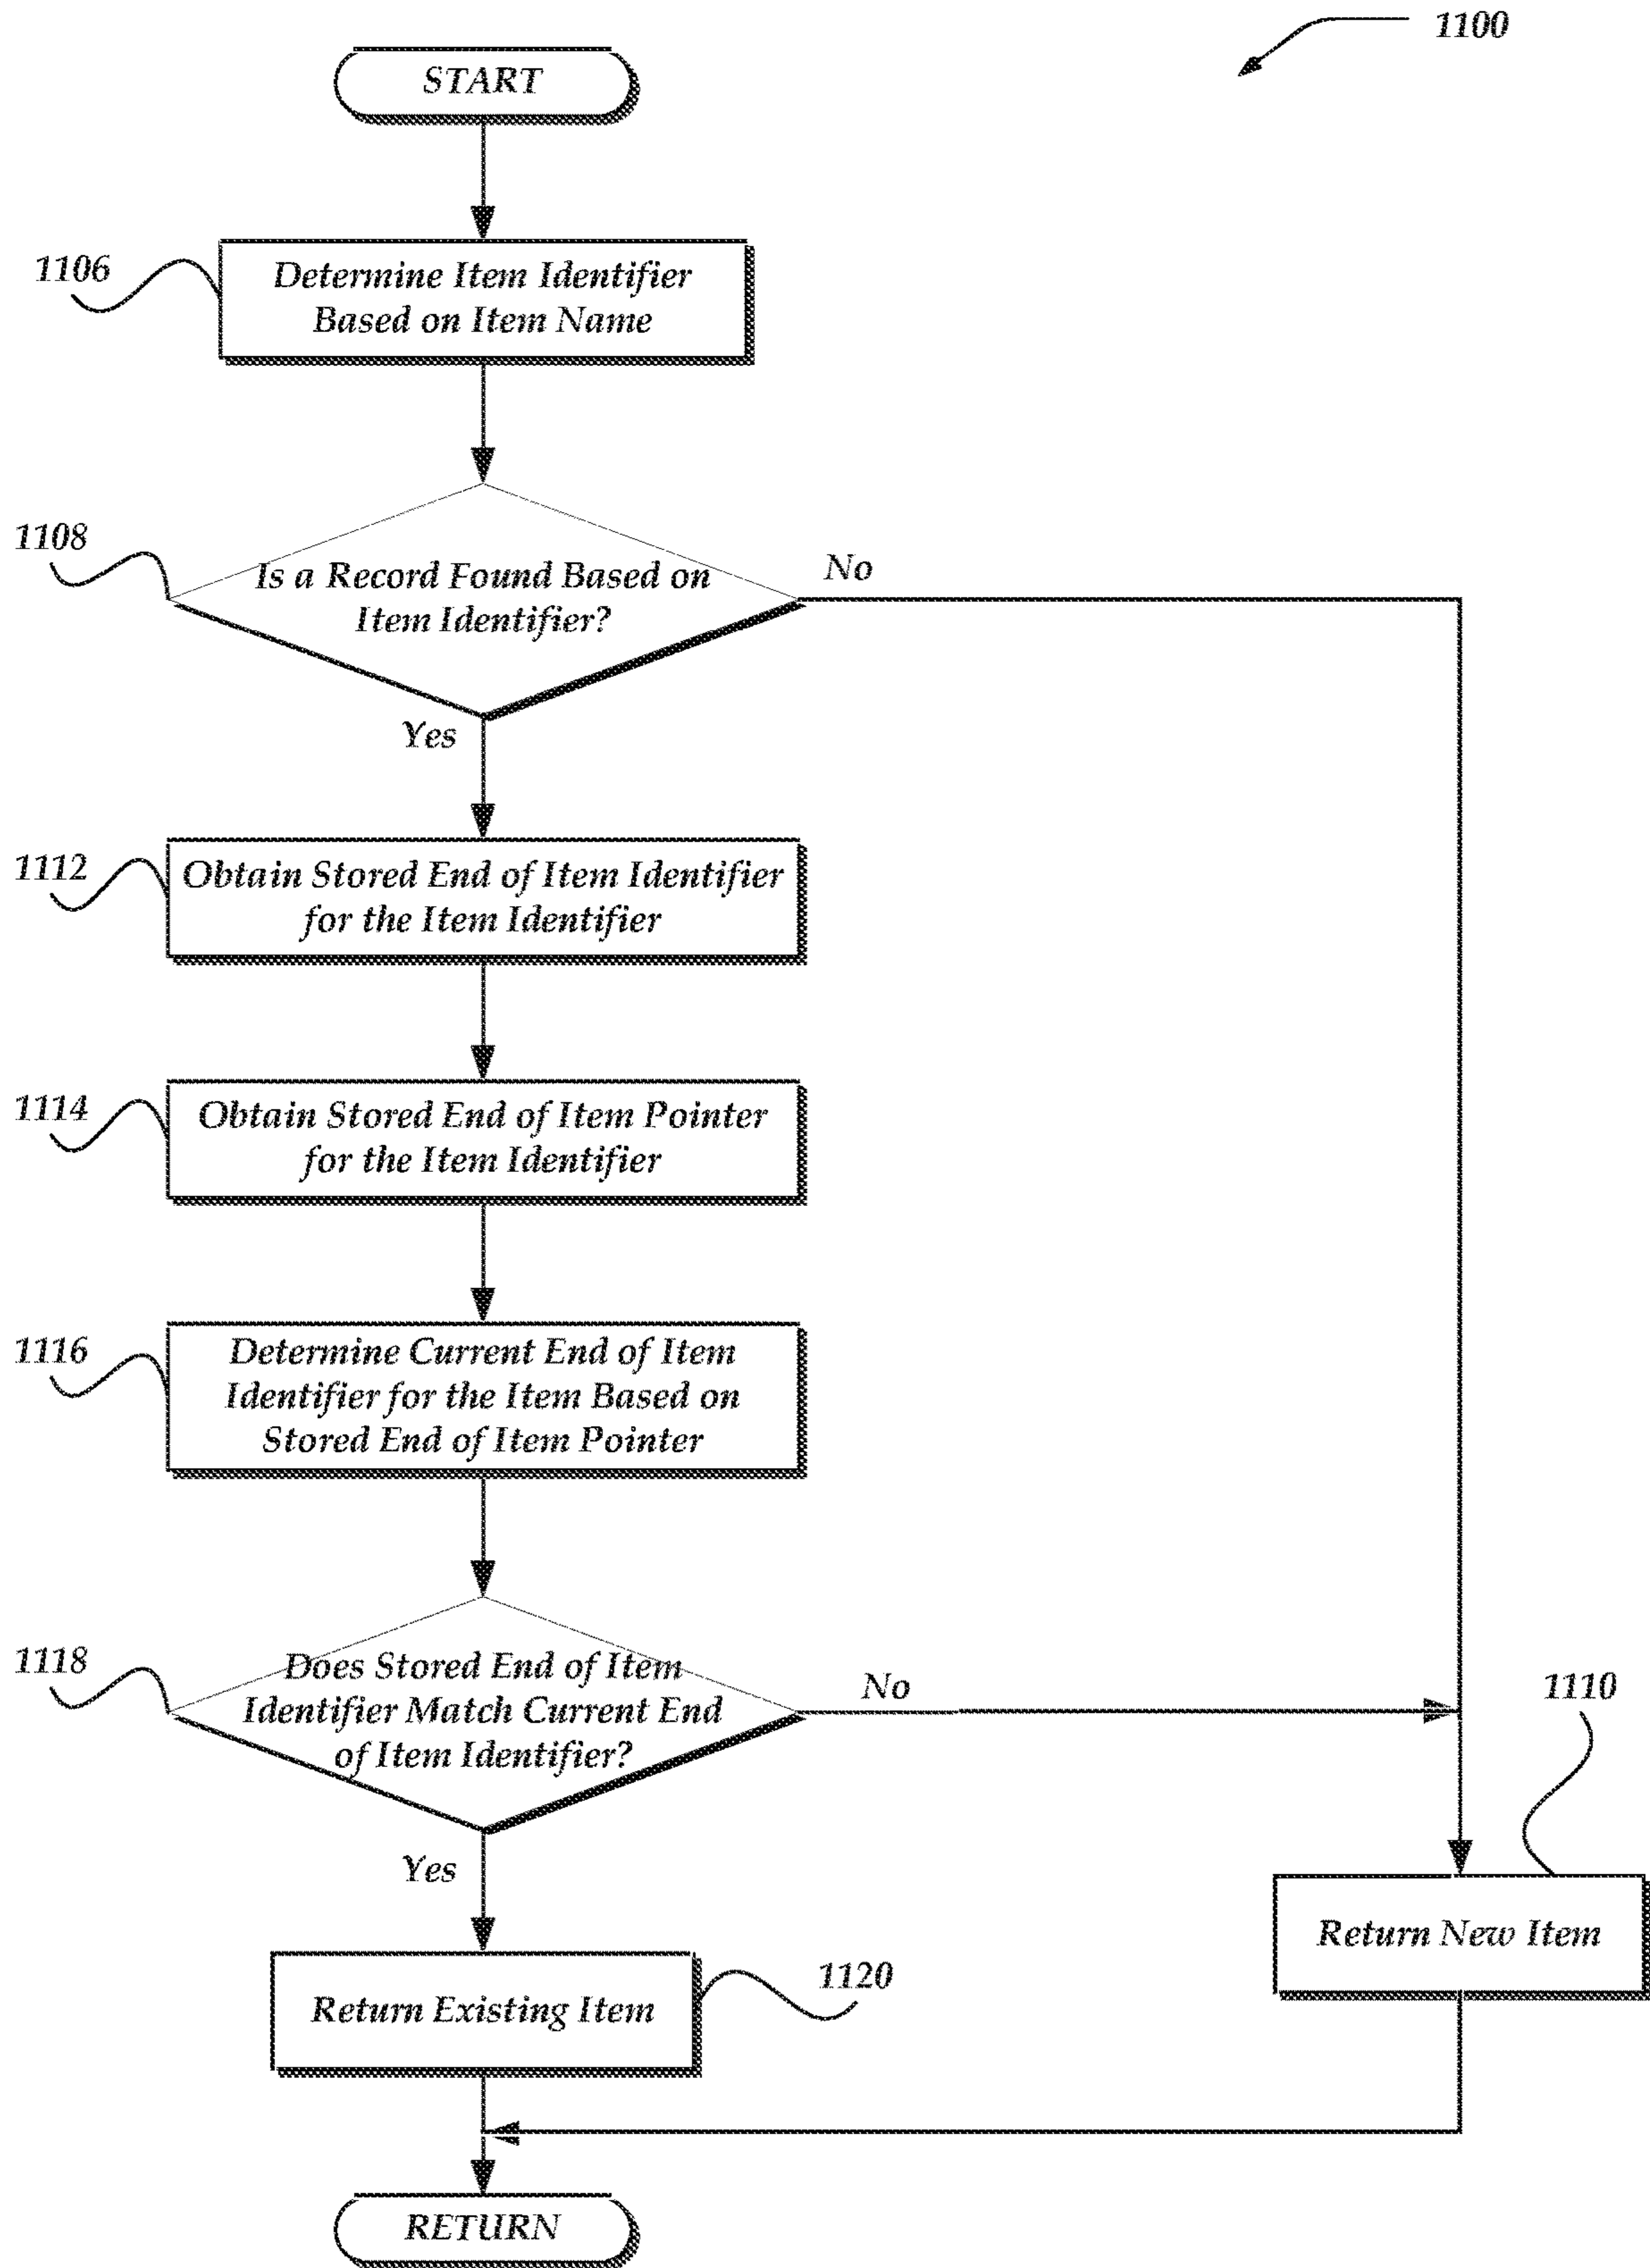 1100
START
1106
Determine Item Identifier
Based on Item Name
1108
Is a Record Found Based on
Item Identifier?
No
Yes
1112
Obtain Stored End of Item Identifier
for the Item Identifier
1114
Obtain Stored End of Item Pointer
for the Item Identifier
1116
Determine Current End of Item
Identifier for the Item Based on
Stored End of Item Pointer
1118
Does Stored End of Item
Identifier Match Current End
of Item Identifier?
No
1110
Yes
Return New Item
1120
Return Existing Item
RETURN